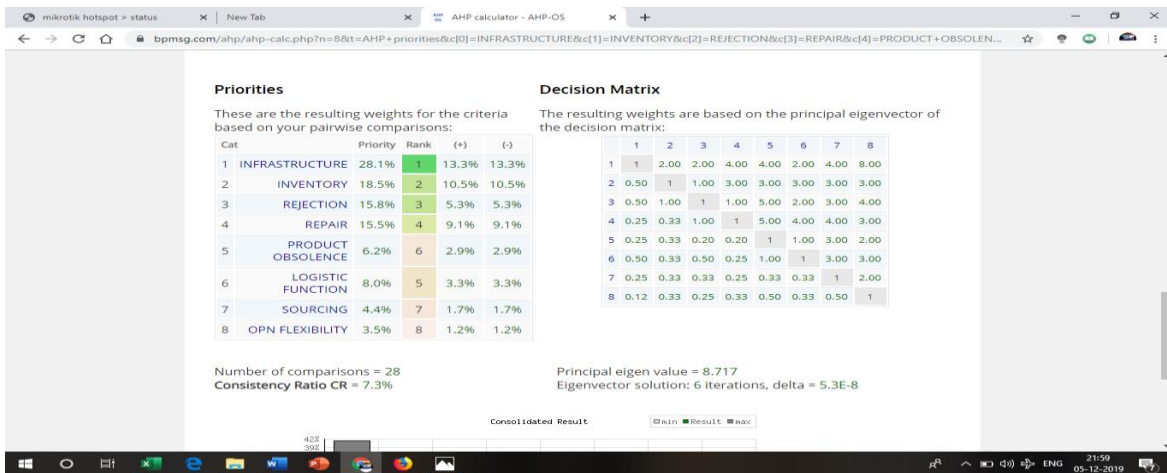 mikrotik hotspot > status
New Tab
AHP calculator - AHP-OS
bpmsg.com/ahp/ahp-calc.php?n=8&t=AHP+priorities&c[0]=INFRASTRUCTURE&c[1]=INVENTORY&c[2]=REJECTION&c[3]=REPAIR&c[4]=PRODUCT+OBSOLEN...
Priorities
These are the resulting weights for the criteria
based on your pairwise comparisons:
Cat Priority Rank (+) (-)
1 INFRASTRUCTURE 28.1% 1 13.3% 13.3%
2 INVENTORY 18.5% 2 10.5% 10.5%
3 REJECTION 15.8% 3 5.3% 5.3%
4 REPAIR 15.5% 4 9.1% 9.1%
5 PRODUCT OBSOLENCE 6.2% 6 2.9% 2.9%
6 LOGISTIC FUNCTION 8.0% 5 3.3% 3.3%
7 SOURCING 4.4% 7 1.7% 1.7%
8 OPN FLEXIBILITY 3.5% 8 1.2% 1.2%
Number of comparisons = 28
Consistency Ratio CR = 7.3%
Decision Matrix
The resulting weights are based on the principal eigenvector of
the decision matrix:
1 2 3 4 5 6 7 8
1 1 2.00 2.00 4.00 4.00 2.00 4.00 8.00
2 0.50 1 1.00 3.00 3.00 3.00 3.00 3.00
3 0.50 1.00 1 1.00 5.00 2.00 3.00 4.00
4 0.25 0.33 1.00 1 5.00 4.00 4.00 3.00
5 0.25 0.33 0.20 0.20 1 1.00 3.00 2.00
6 0.50 0.33 0.50 0.25 1.00 1 3.00 3.00
7 0.25 0.33 0.33 0.25 0.33 0.33 1 2.00
8 0.12 0.33 0.25 0.33 0.50 0.33 0.50 1
Principal eigen value = 8.717
Eigenvector solution: 6 iterations, delta = 5.3E-8
Consolidated Result
min Result max
42%
39%
ENG
21:59
05-12-2019